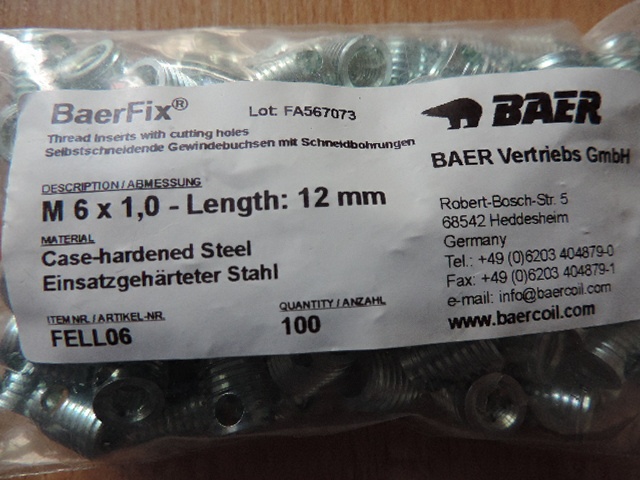 BaerFix®
Lot: FA567073
Thread Inserts with cutting holes
Selbstschneidende Gewindebuchsen mit Schneidbohrungen
DESCRIPTION / ABMESSUNG
M 6 x 1,0 - Length: 12 mm
MATERIAL
Case-hardened Steel
Einsatzgehärteter Stahl
ITEM NR. / ARTIKEL-NR.
FELL06
QUANTITY / ANZAHL
100
BAER
BAER Vertriebs GmbH
Robert-Bosch-Str. 5
68542 Heddesheim
Germany
Tel.: +49 (0)6203 404879-0
Fax: +49 (0)6203 404879-1
e-mail: info@baercoil.com
www.baercoil.com